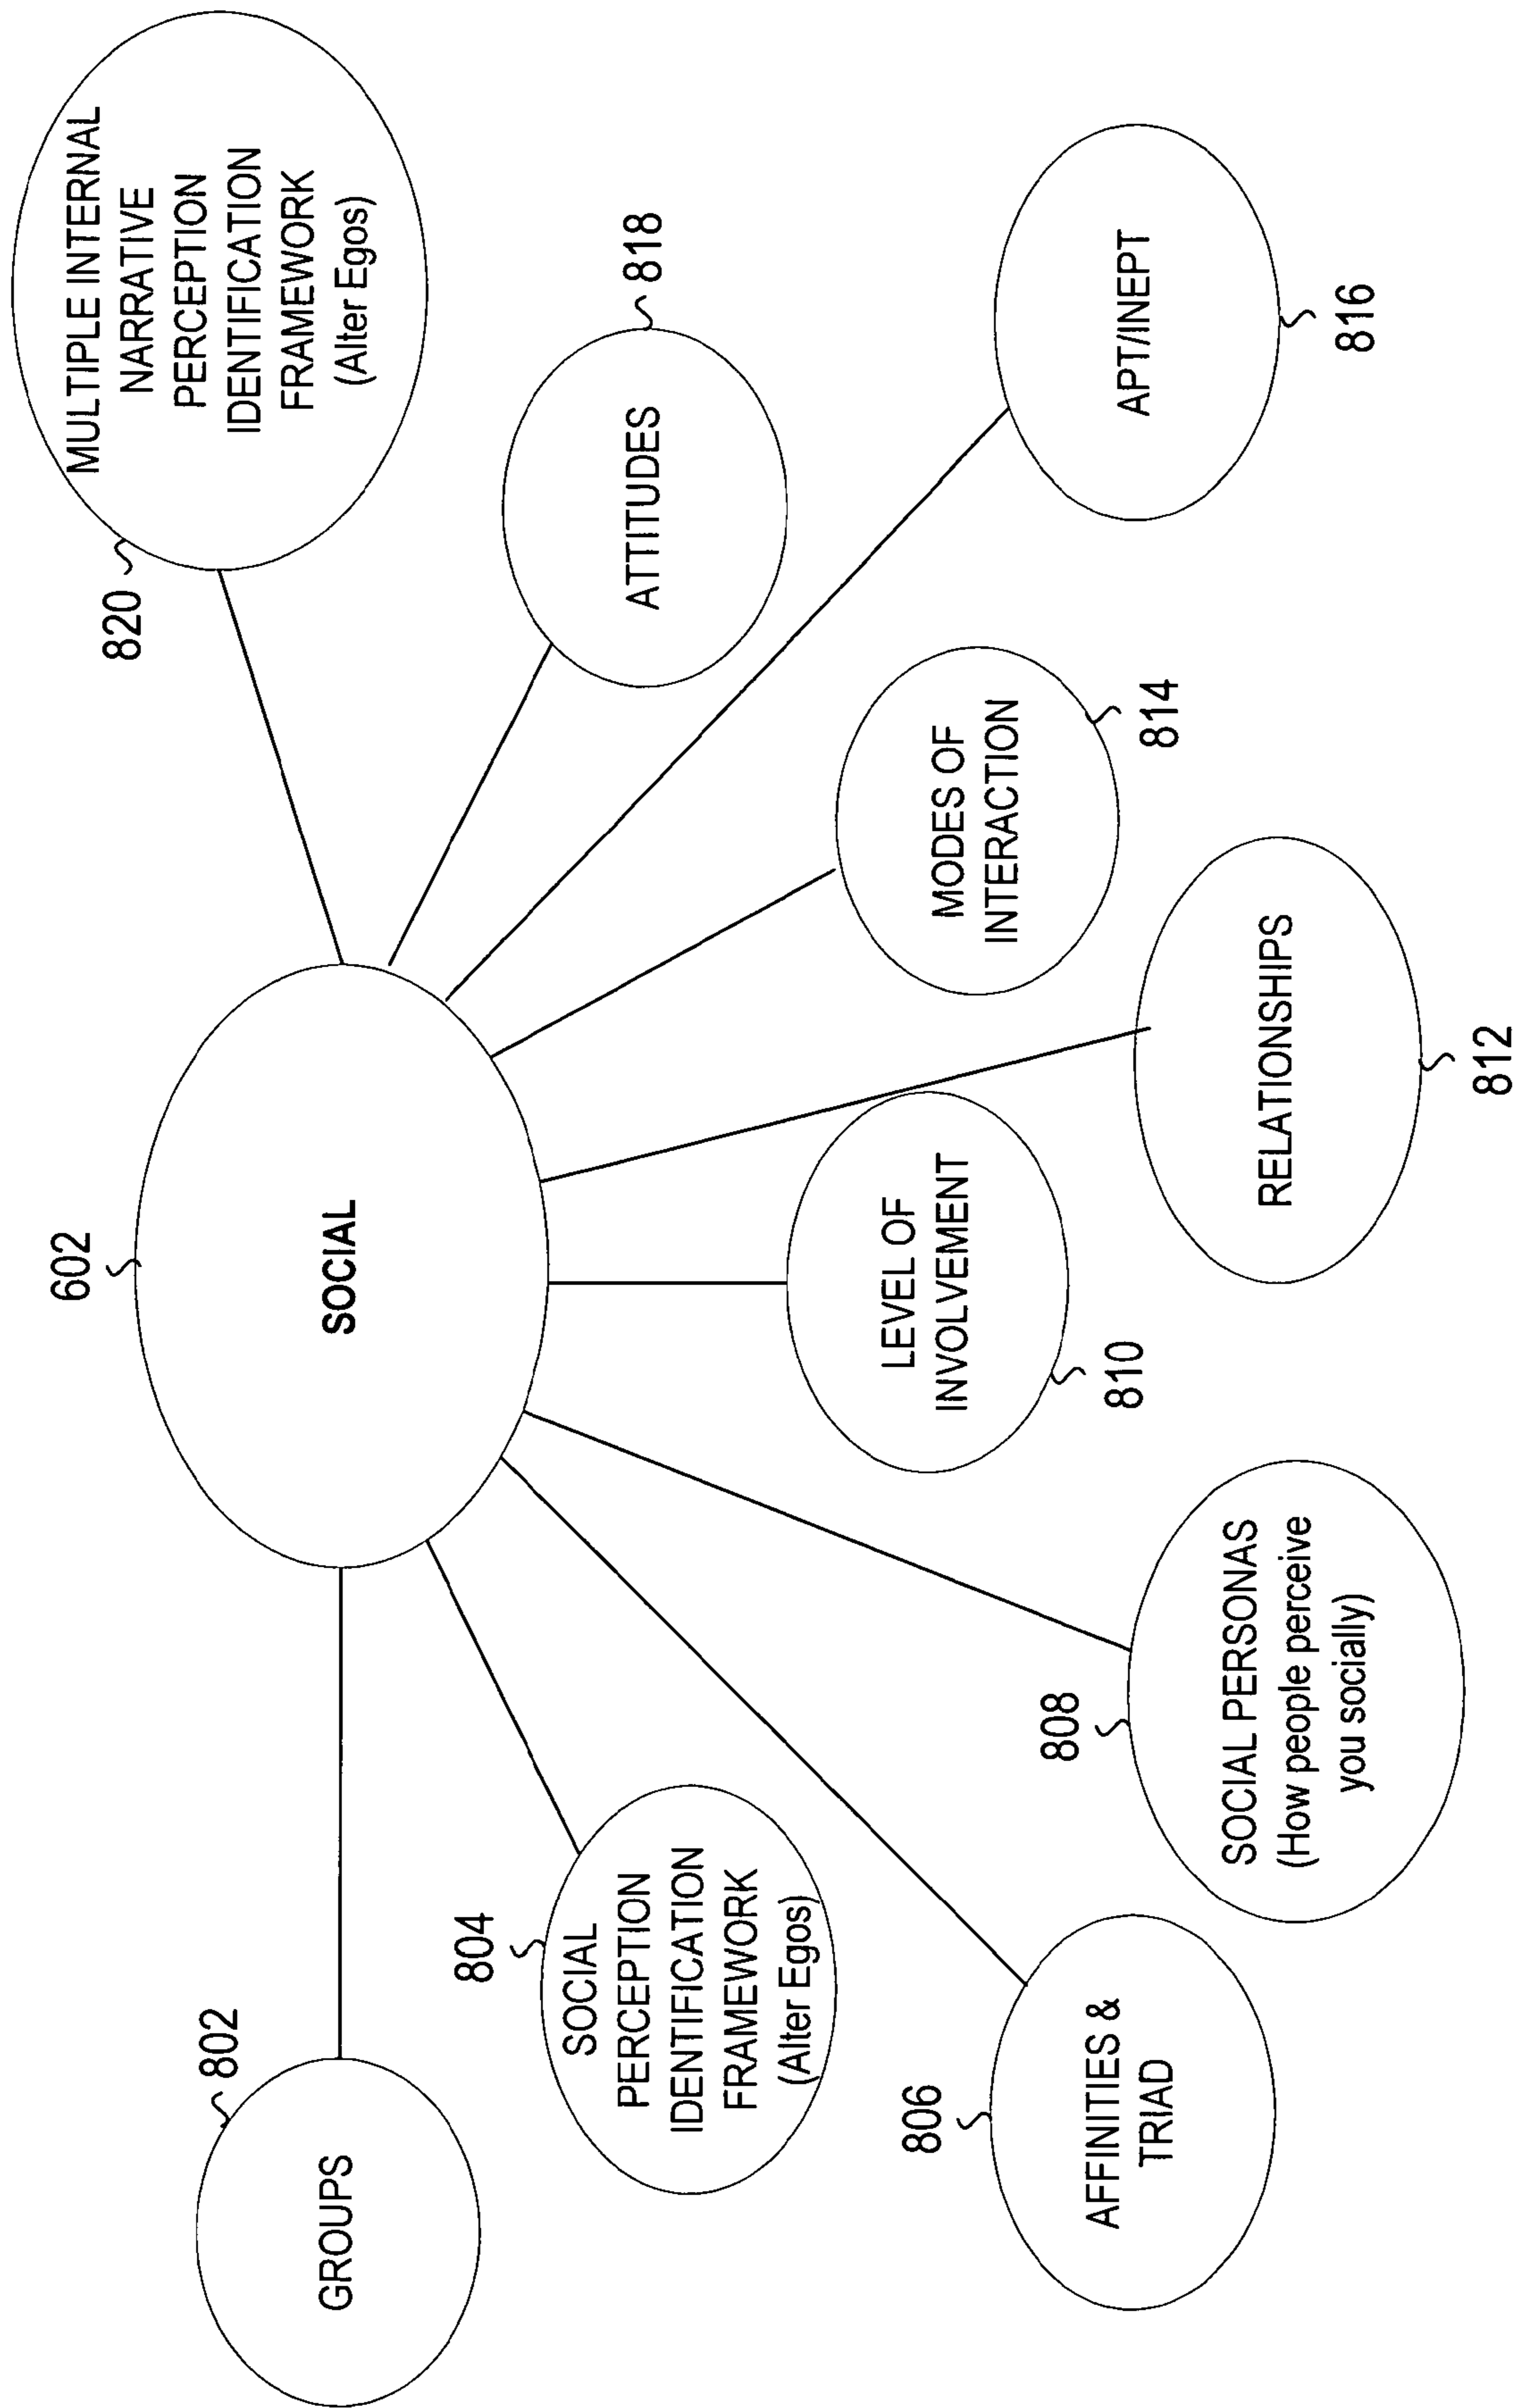 602
SOCIAL
802
GROUPS
804
SOCIAL
PERCEPTION
IDENTIFICATION
FRAMEWORK
(Alter Egos)
806
AFFINITIES &
TRIAD
808
SOCIAL PERSONAS
(How people perceive
you socially)
LEVEL OF
INVOLVEMENT
810
RELATIONSHIPS
812
MODES OF
INTERACTION
814
APT/INEPT
816
ATTITUDES
818
820
MULTIPLE INTERNAL
NARRATIVE
PERCEPTION
IDENTIFICATION
FRAMEWORK
(Alter Egos)